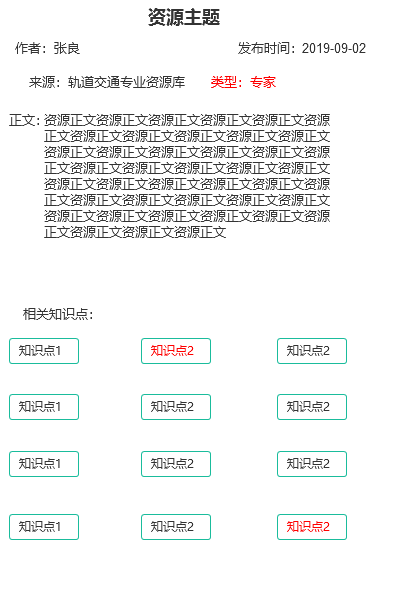 资源主题
作者：张良 发布时间：2019-09-02
来源：轨道交通专业资源库 类型：专家
正文：资源正文资源正文资源正文资源正文资源正文资源
正文资源正文资源正文资源正文资源正文资源正文
资源正文资源正文资源正文资源正文资源正文资源
正文资源正文资源正文资源正文资源正文资源正文
资源正文资源正文资源正文资源正文资源正文资源
正文资源正文资源正文资源正文资源正文资源正文
资源正文资源正文资源正文资源正文资源正文资源
正文资源正文资源正文资源正文
相关知识点：
知识点1 知识点2 知识点2
知识点1 知识点2 知识点2
知识点1 知识点2 知识点2
知识点1 知识点2 知识点2